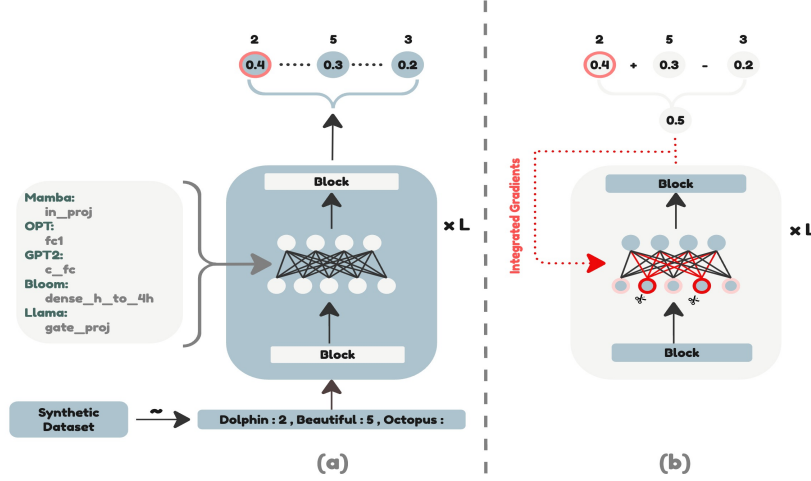 2 5 3
0.4 0.3 0.2
Block
× L
Mamba:
in_proj
OPT:
fc1
GPT2:
c_fc
Bloom:
dense_h_to_4h
Llama:
gate_proj
Block
Synthetic
Dataset
~
Dolphin : 2 , Beautiful : 5 , Octopus :
(a)
2 5 3
0.4 + 0.3 - 0.2
0.5
Integrated Gradients
Block
× L
Block
(b)